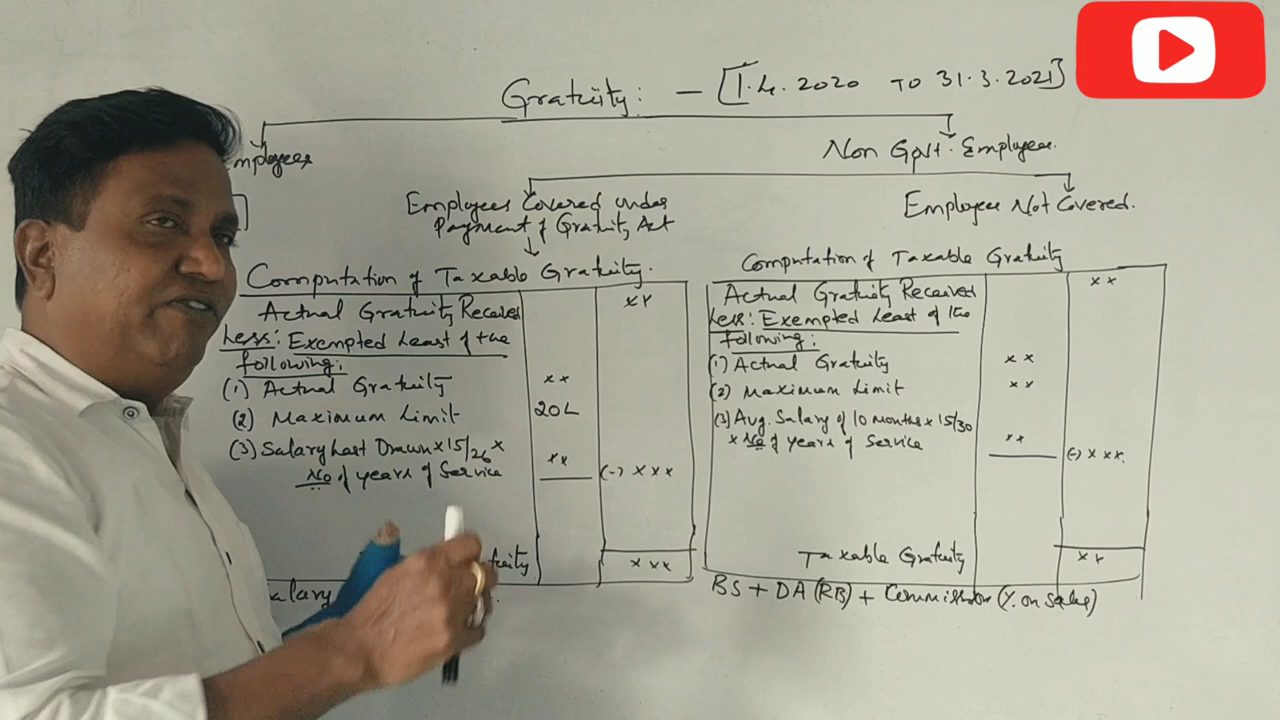 Gratuity: — [1.4.2020 TO 31.3.2021]
Employees
Non Govt. Employees.
Employees Covered under
Payment of Gratuity Act
Employee Not Covered.
Computation of Taxable Gratuity.
Actual Gratuity Received xx
Less: Exempted Least of the
following:
(1) Actual Gratuity xx
(2) Maximum Limit 20L
(3) Salary Last Drawn x 15/26 x
No of years of Service xx (-) xxx
xxx
Salary
Computation of Taxable Gratuity
Actual Gratuity Received xx
Less: Exempted Least of the
following:
(1) Actual Gratuity xx
(2) Maximum Limit xx
(3) Avg. Salary of 10 months x 15/30
x No of years of Service xx (-) xxx.
Taxable Gratuity xx
BS + DA (RB) + Commission (% on sales)